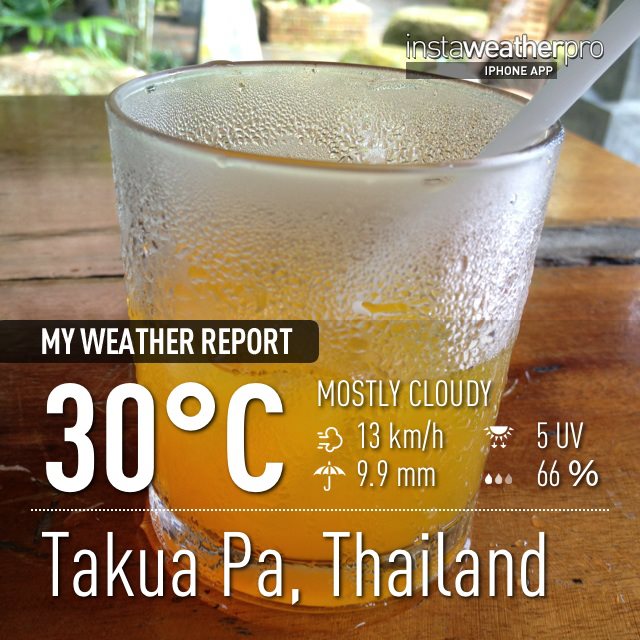 instaweatherpro
IPHONE APP
MY WEATHER REPORT
30°C
MOSTLY CLOUDY
13 km/h 5 UV
9.9 mm 66 %
Takua Pa, Thailand